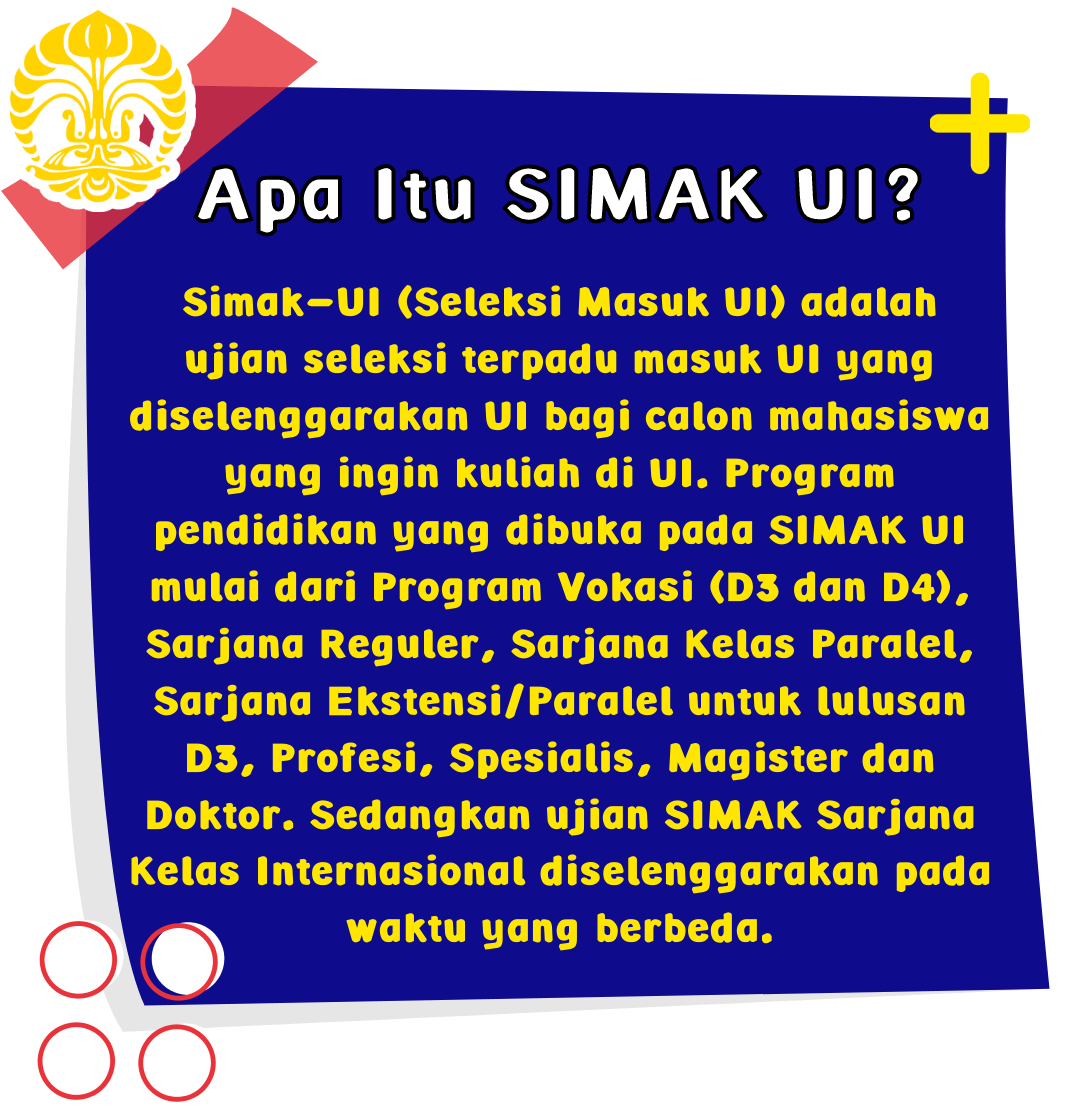 Apa Itu SIMAK UI?
Simak-UI (Seleksi Masuk UI) adalah
ujian seleksi terpadu masuk UI yang
diselenggarakan UI bagi calon mahasiswa
yang ingin kuliah di UI. Program
pendidikan yang dibuka pada SIMAK UI
mulai dari Program Vokasi (D3 dan D4),
Sarjana Reguler, Sarjana Kelas Paralel,
Sarjana Ekstensi/Paralel untuk lulusan
D3, Profesi, Spesialis, Magister dan
Doktor. Sedangkan ujian SIMAK Sarjana
Kelas Internasional diselenggarakan pada
waktu yang berbeda.